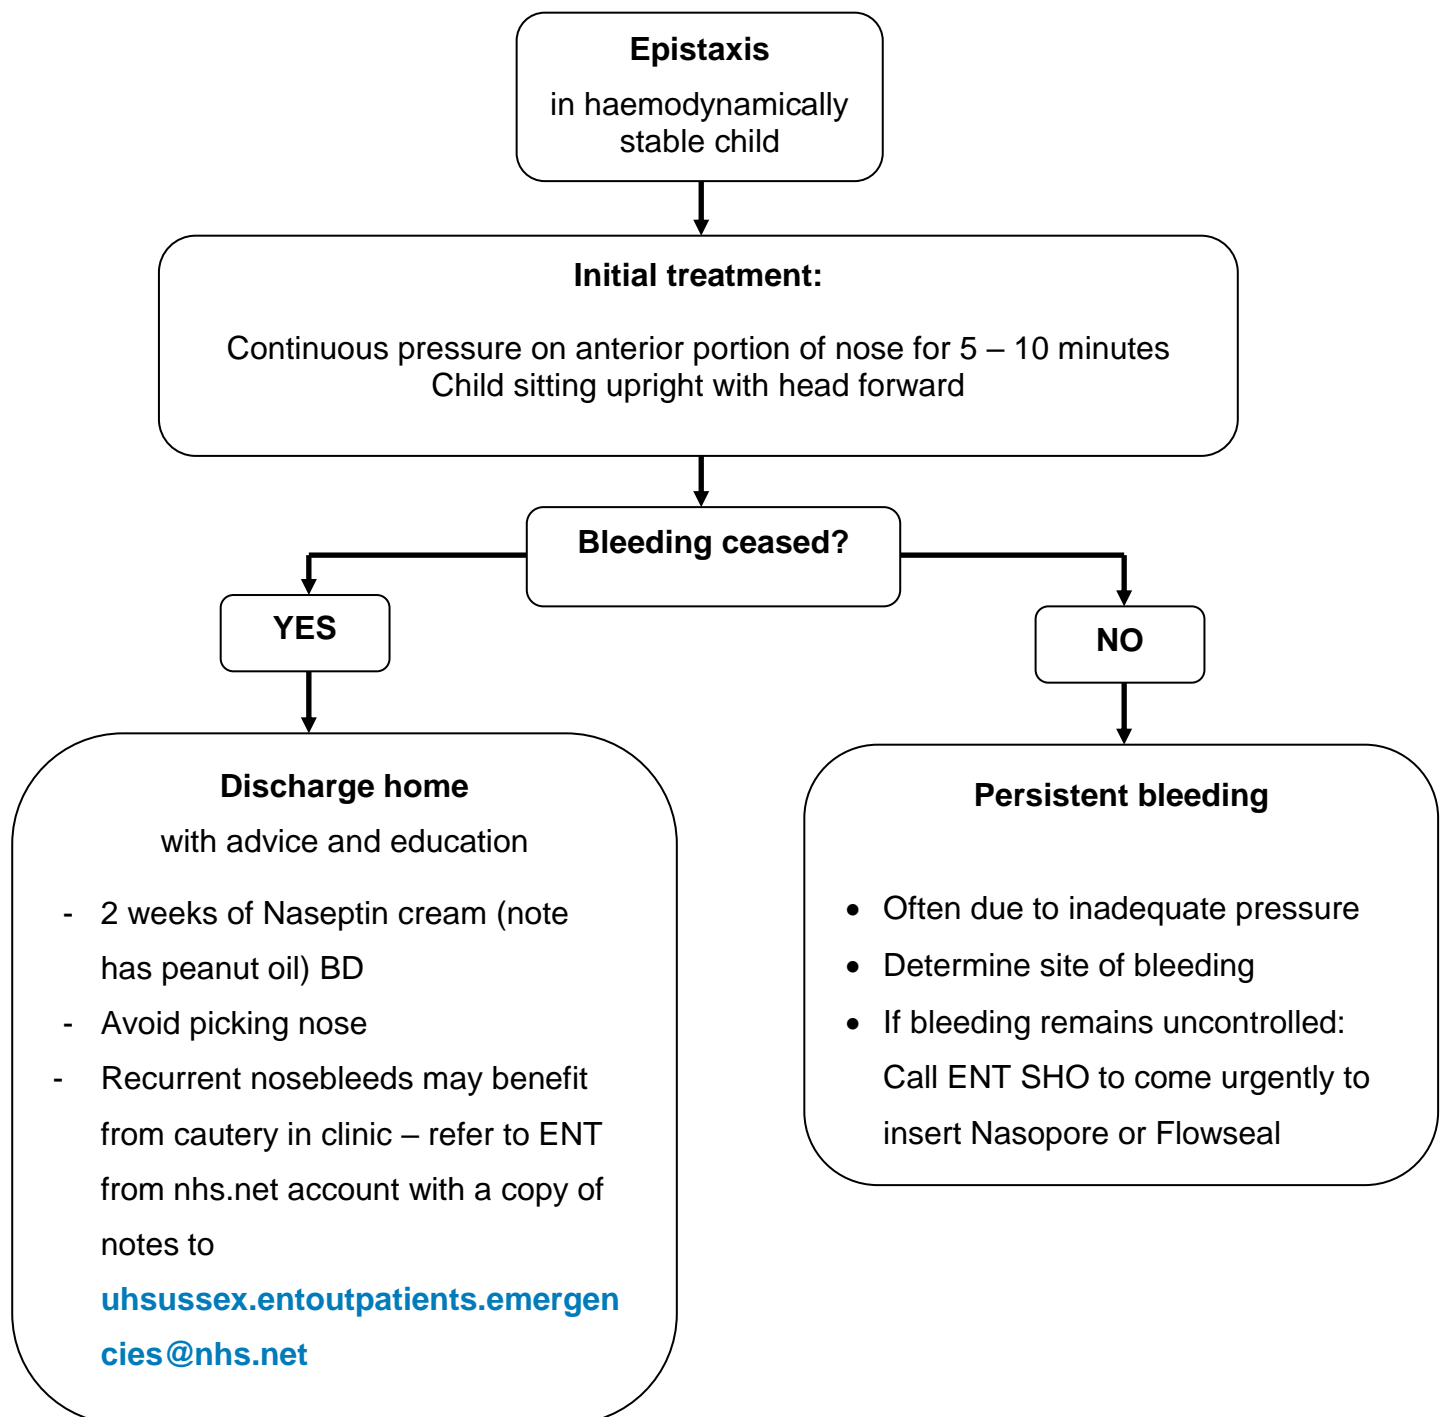 Epistaxis
in haemodynamically
stable child
Initial treatment:
Continuous pressure on anterior portion of nose for 5 – 10 minutes
Child sitting upright with head forward
Bleeding ceased?
YES
NO
Discharge home
with advice and education
- 2 weeks of Naseptin cream (note
has peanut oil) BD
- Avoid picking nose
- Recurrent nosebleeds may benefit
from cautery in clinic – refer to ENT
from nhs.net account with a copy of
notes to
uhsussex.entoutpatients.emergen
cies@nhs.net
Persistent bleeding
• Often due to inadequate pressure
• Determine site of bleeding
• If bleeding remains uncontrolled:
Call ENT SHO to come urgently to
insert Nasopore or Flowseal